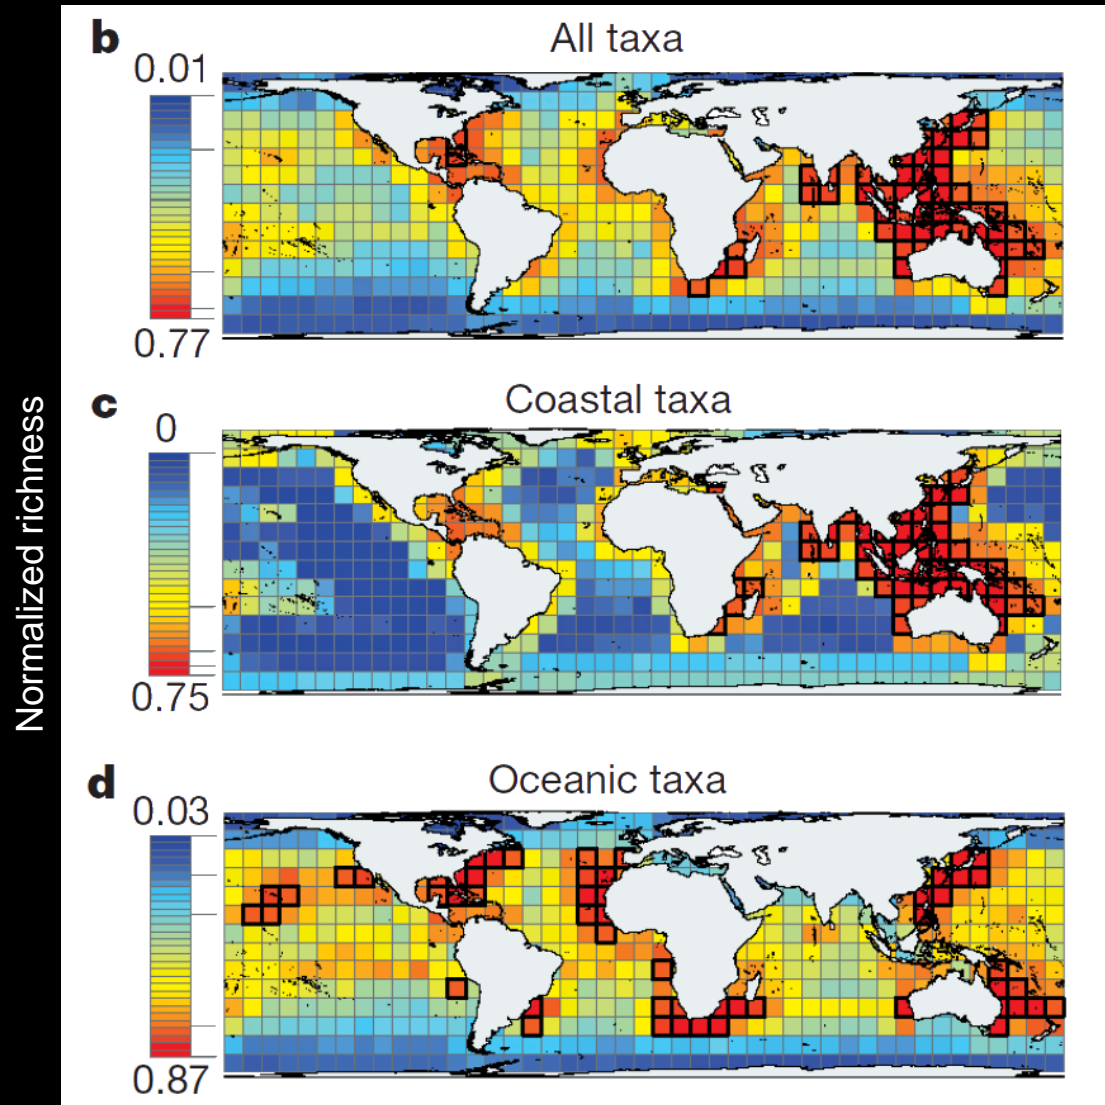 Normalized richness
b
All taxa
0.01
0.77
c
Coastal taxa
0
0.75
d
Oceanic taxa
0.03
0.87